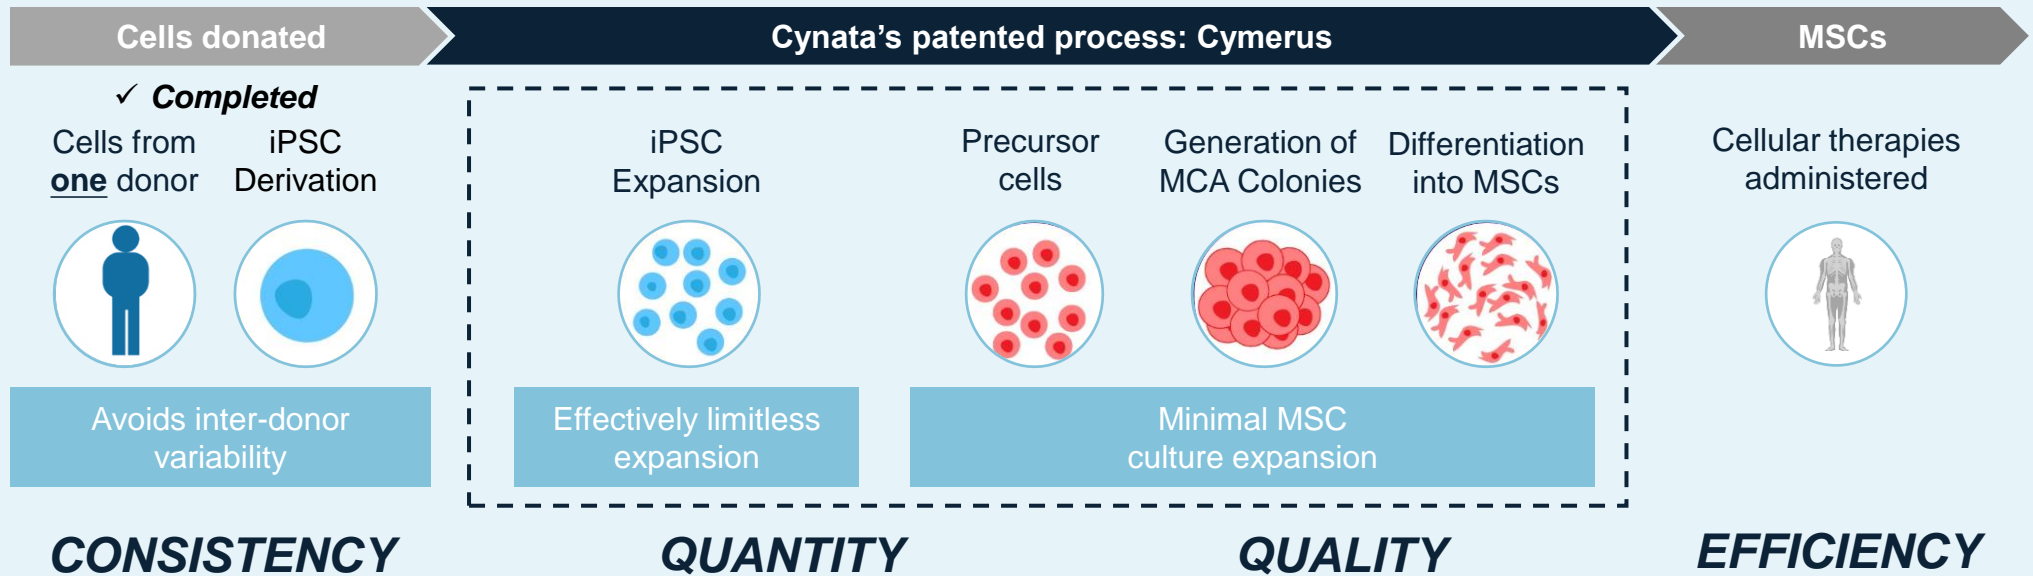 Cells donated
Cynata’s patented process: Cymerus
MSCs
✓ Completed
Cells from
one donor
iPSC
Derivation
iPSC
Expansion
Precursor
cells
Generation of
MCA Colonies
Differentiation
into MSCs
Cellular therapies
administered
Avoids inter-donor
variability
Effectively limitless
expansion
Minimal MSC
culture expansion
CONSISTENCY
QUANTITY
QUALITY
EFFICIENCY